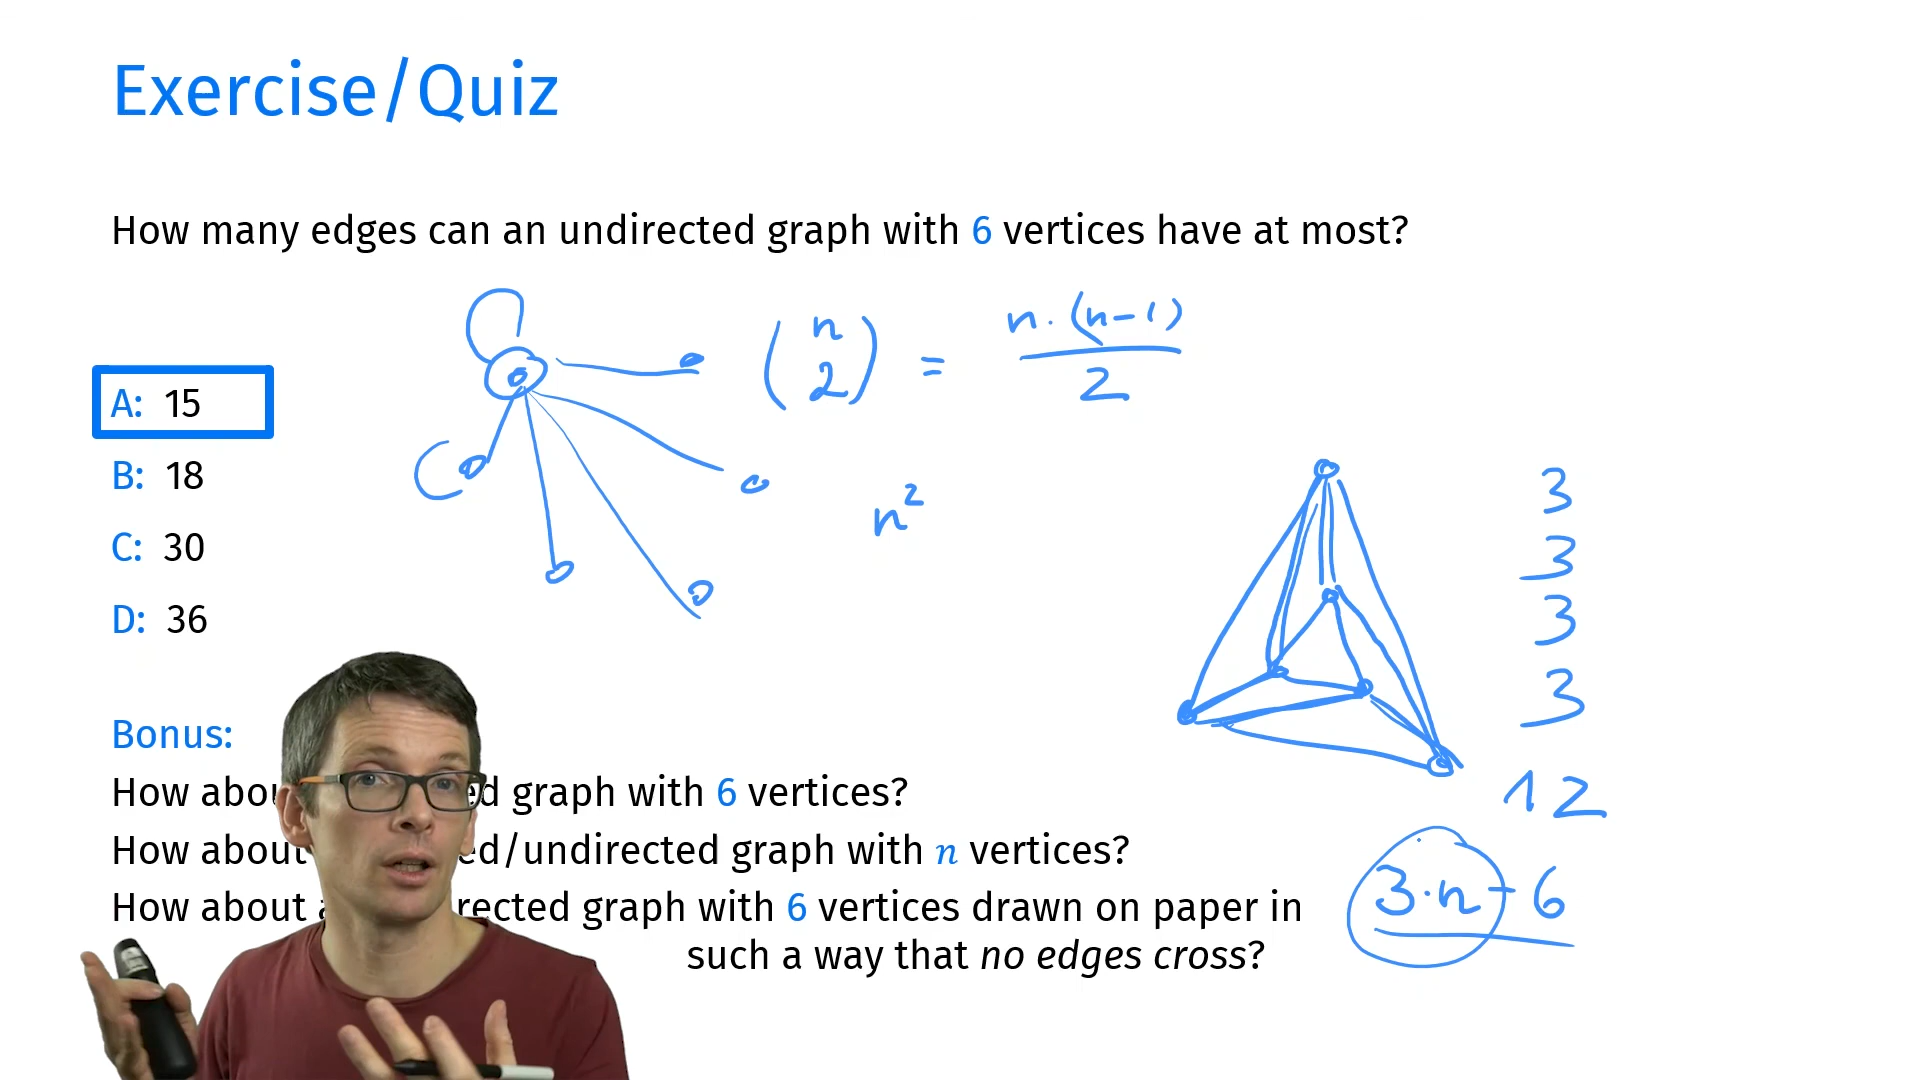 Exercise/Quiz
How many edges can an undirected graph with 6 vertices have at most?
(n 2) = n·(n-1) / 2
A: 15
B: 18
C: 30
D: 36
n²
3
3
3
3
12
3·n - 6
Bonus:
How graph with 6 vertices?
How about /undirected graph with n vertices?
How about graph with 6 vertices drawn on paper in
such a way that no edges cross?